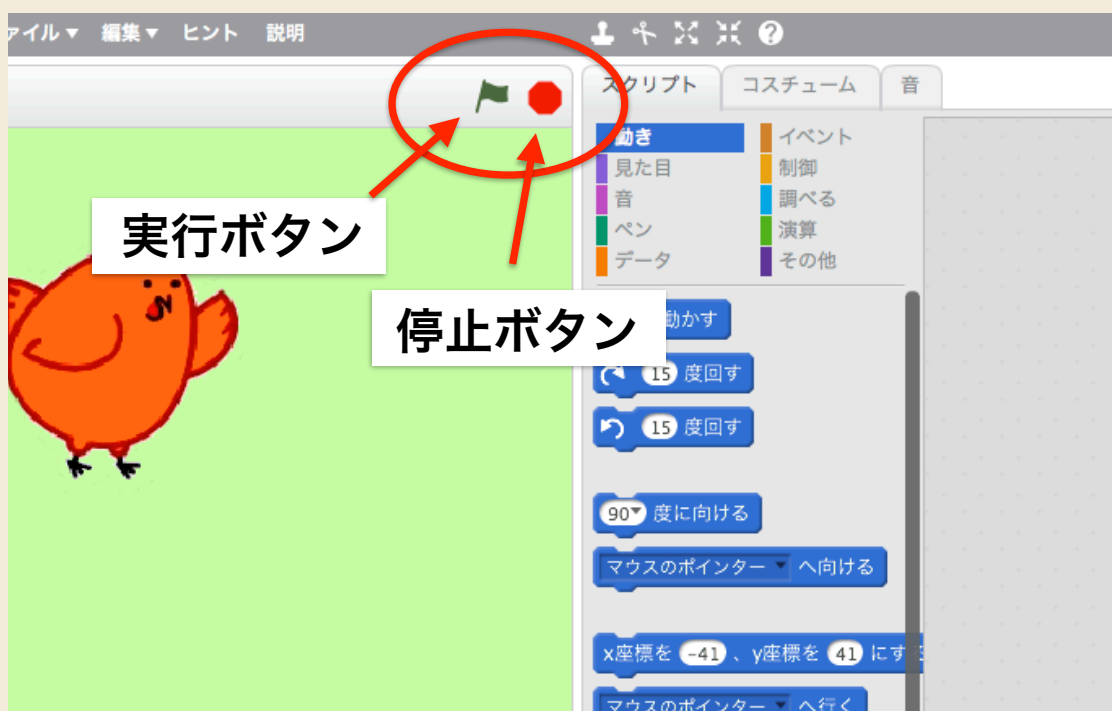 ァイル▼ 編集▼ ヒント 説明
スクリプト コスチューム 音
動き イベント
見た目 制御
音 調べる
ペン 演算
データ その他
実行ボタン
停止ボタン
動かす
15 度回す
15 度回す
90▼ 度に向ける
マウスのポインター▼ へ向ける
x座標を -41 、y座標を 41 にする
マウスのポインター▼ へ行く